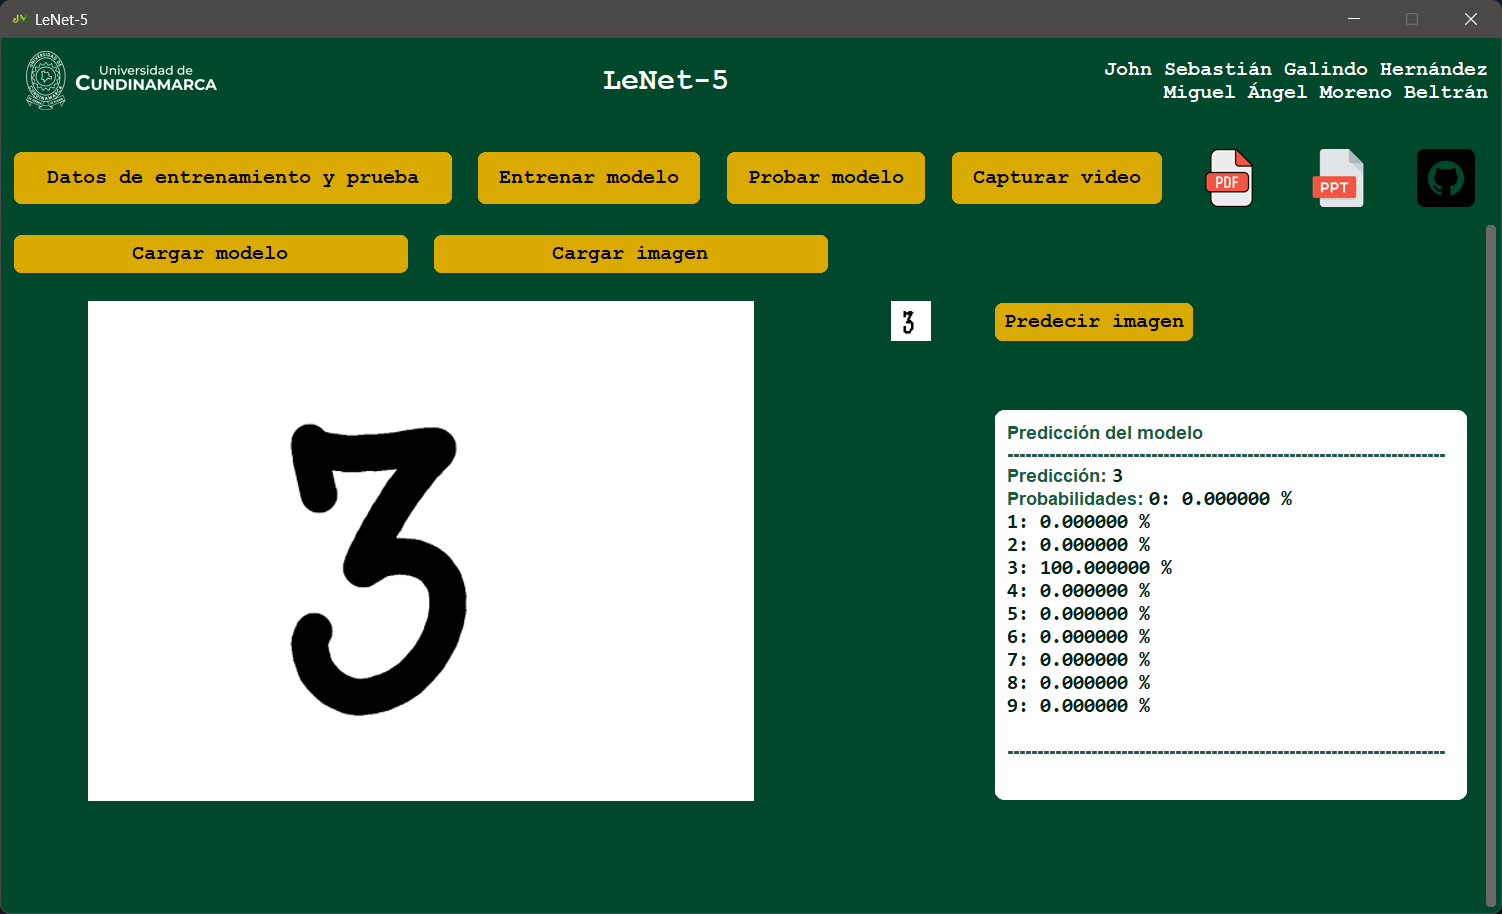 LeNet-5
Universidad de
CUNDINAMARCA
LeNet-5
John Sebastián Galindo Hernández
Miguel Ángel Moreno Beltrán
Datos de entrenamiento y prueba
Entrenar modelo
Probar modelo
Capturar video
PDF
PPT
Cargar modelo
Cargar imagen
3
3
Predecir imagen
Predicción del modelo
Predicción: 3
Probabilidades: 0: 0.000000 %
1: 0.000000 %
2: 0.000000 %
3: 100.000000 %
4: 0.000000 %
5: 0.000000 %
6: 0.000000 %
7: 0.000000 %
8: 0.000000 %
9: 0.000000 %